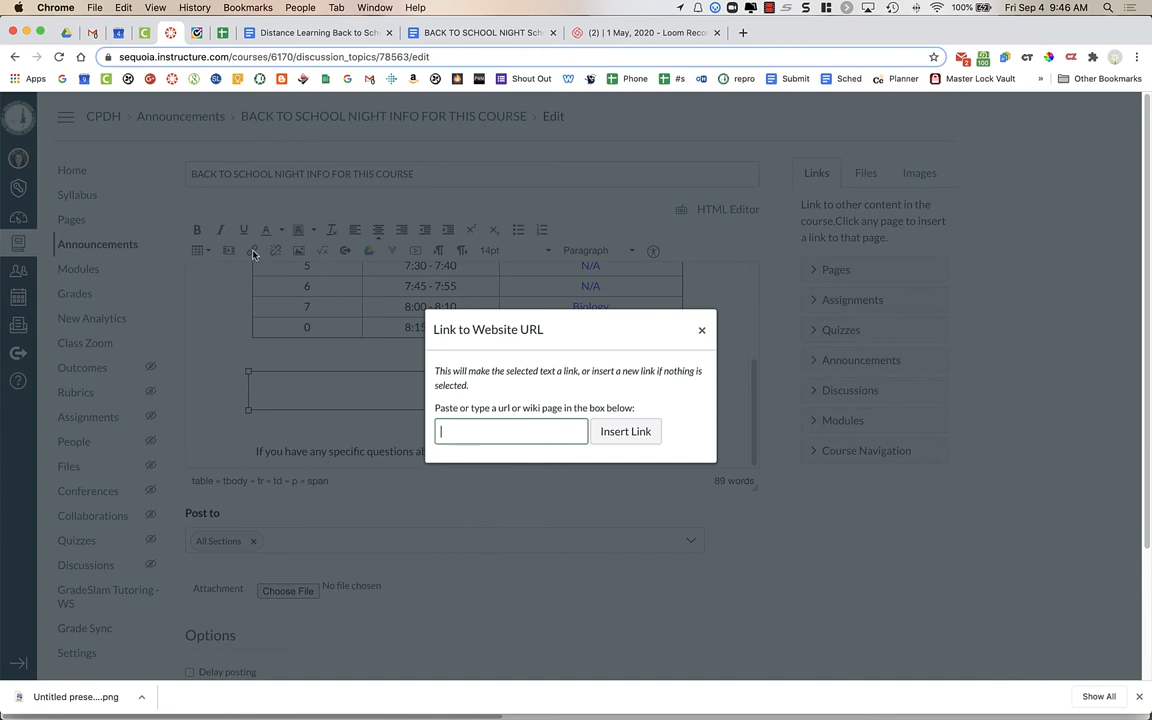 Chrome File Edit View History Bookmarks People Tab Window Help
100% Fri Sep 4 9:46 AM
Distance Learning Back to Sc
BACK TO SCHOOL NIGHT Sch
(2) | 1 May, 2020 - Loom Reco
sequoia.instructure.com/courses/6170/discussion_topics/78563/edit
Apps Shout Out Phone #s repro Submit Sched Planner Master Lock Vault » Other Bookmarks
CPDH Announcements BACK TO SCHOOL NIGHT INFO FOR THIS COURSE Edit
Home
Syllabus
Pages
Announcements
Modules
Grades
New Analytics
Class Zoom
Outcomes
Rubrics
Assignments
People
Files
Conferences
Collaborations
Quizzes
Discussions
GradeSlam Tutoring -
WS
Grade Sync
Settings
BACK TO SCHOOL NIGHT INFO FOR THIS COURSE
HTML Editor
14pt Paragraph
5 7:30 - 7:40 N/A
6 7:45 - 7:55 N/A
7 8:00 - 8:10 Biology
0 8:15
If you have any specific questions ab
table » tbody » tr » td » p » span
89 words
Link to Website URL
This will make the selected text a link, or insert a new link if nothing is
selected.
Paste or type a url or wiki page in the box below:
Insert Link
Post to
All Sections
Attachment Choose File No file chosen
Options
Delay posting
Links Files Images
Link to other content in the
course.Click any page to insert
a link to that page.
Pages
Assignments
Quizzes
Announcements
Discussions
Modules
Course Navigation
Untitled prese....png
Show All